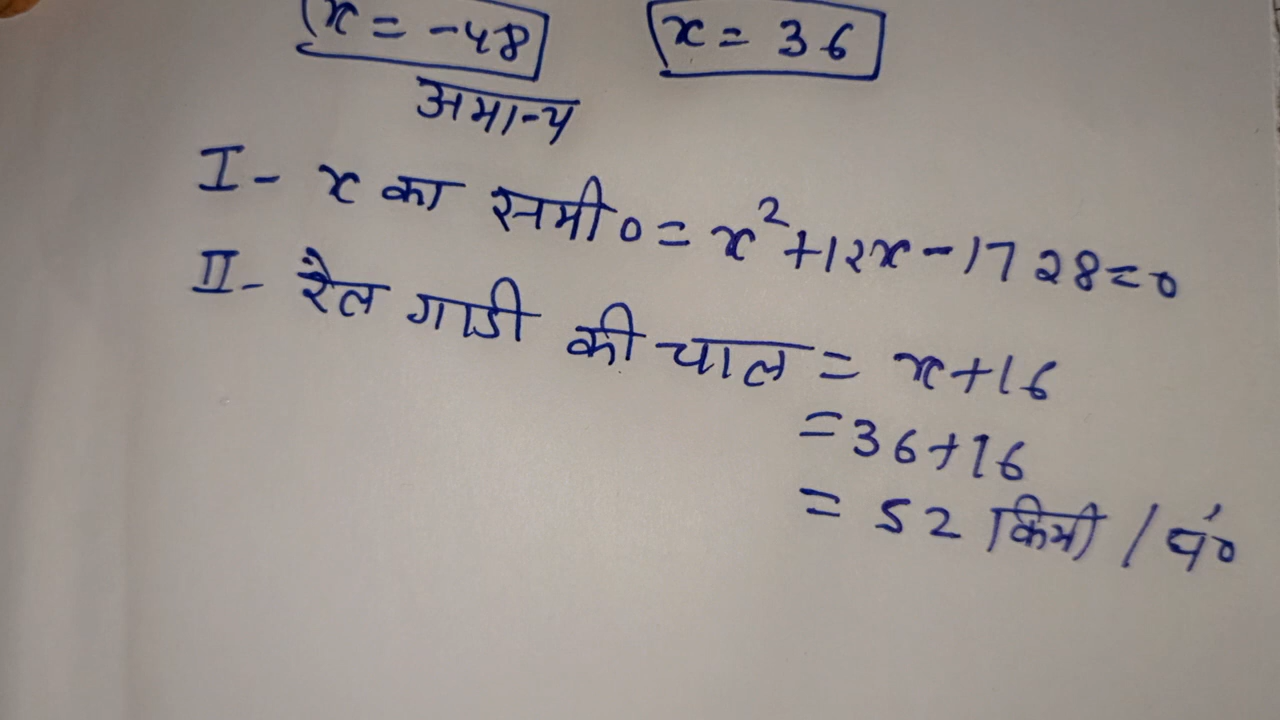 x = -48 x = 36
अमान्य
I - x का समी० = x² + 12x - 1728 = 0
II - रैल गाडी की चाल = x + 16
= 36 + 16
= 52 किमी / घं०